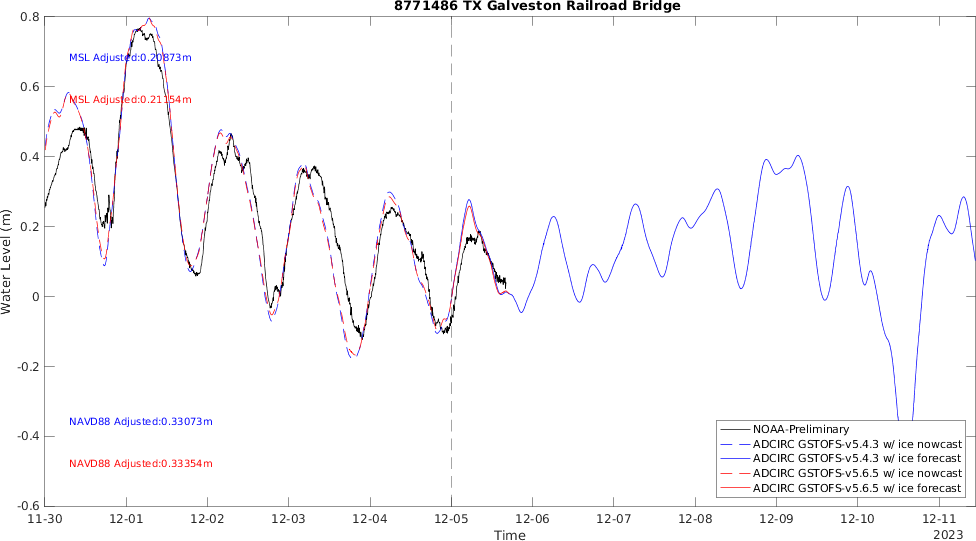 8771486 TX Galveston Railroad Bridge
0.8
0.6
0.4
0.2
0
-0.2
-0.4
-0.6
Water Level (m)
MSL Adjusted:0.20873m
MSL Adjusted:0.21154m
NAVD88 Adjusted:0.33073m
NAVD88 Adjusted:0.33354m
NOAA-Preliminary
ADCIRC GSTOFS-v5.4.3 w/ ice nowcast
ADCIRC GSTOFS-v5.4.3 w/ ice forecast
ADCIRC GSTOFS-v5.6.5 w/ ice nowcast
ADCIRC GSTOFS-v5.6.5 w/ ice forecast
11-30 12-01 12-02 12-03 12-04 12-05 12-06 12-07 12-08 12-09 12-10 12-11
Time
2023